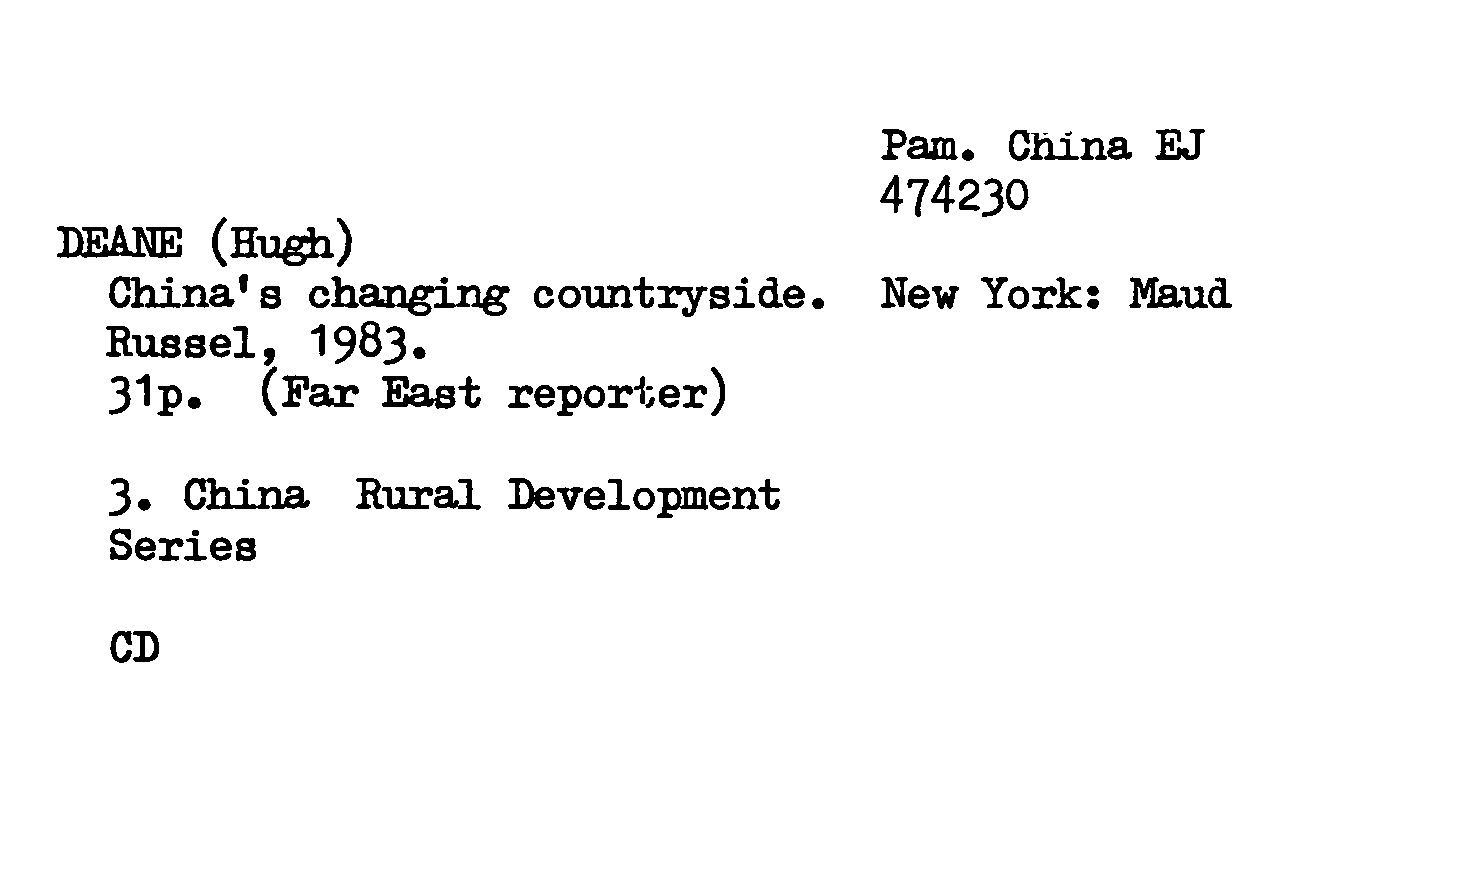 Pam. China EJ
474230
DEANE (Hugh)
China's changing countryside. New York: Maud
Russel, 1983.
31p. (Far East reporter)
3. China Rural Development
Series
CD